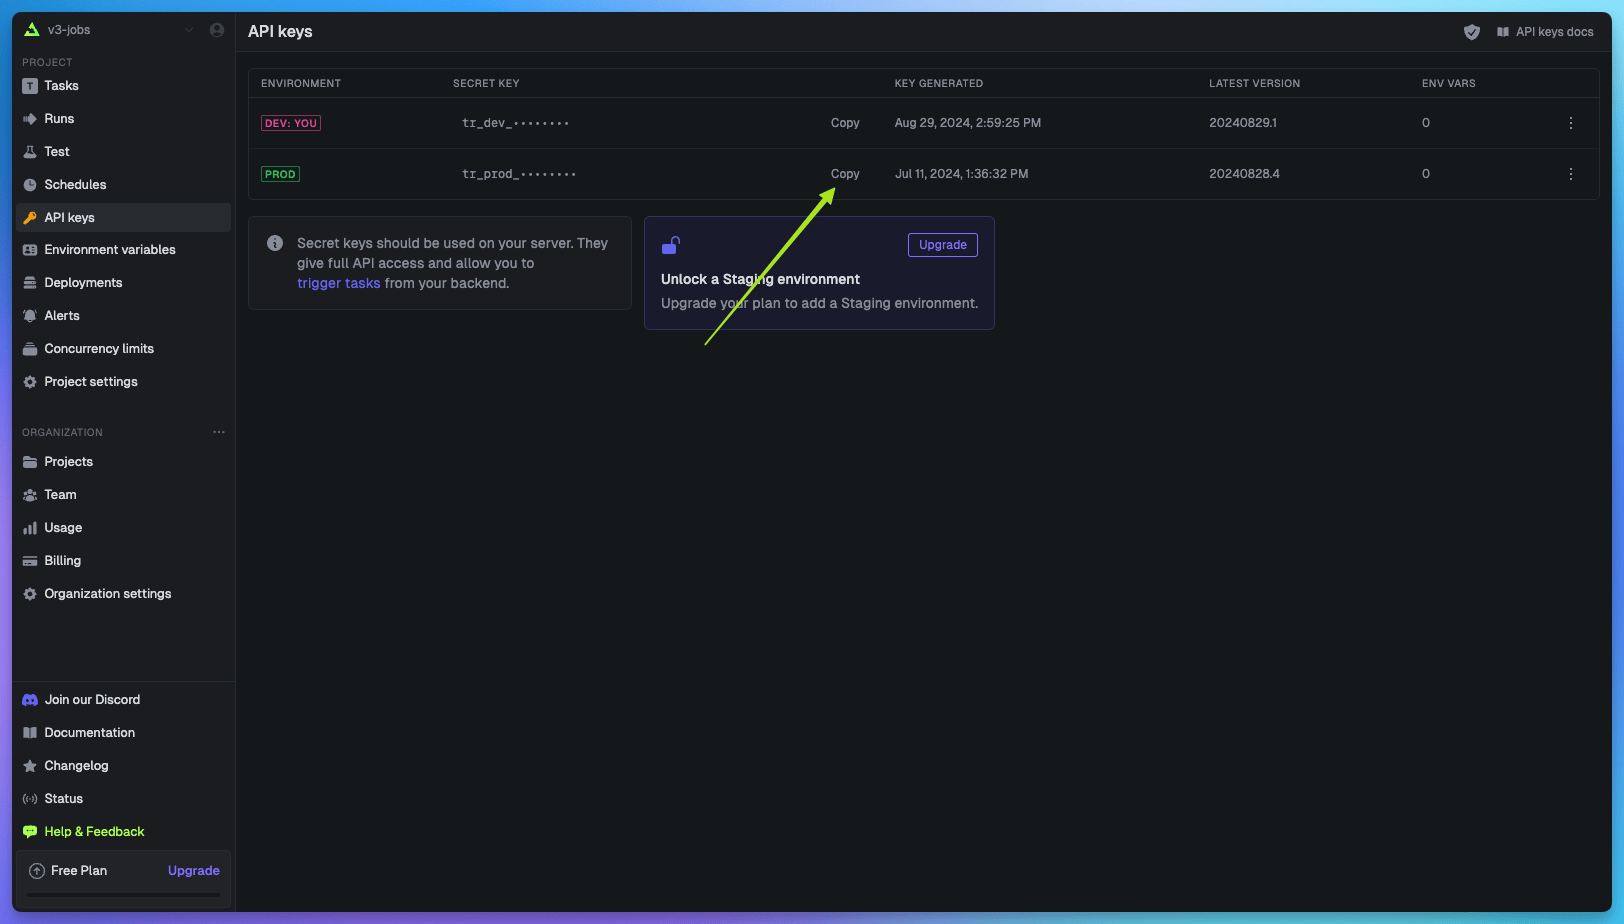 v3-jobs
PROJECT
T Tasks
Runs
Test
Schedules
API keys
Environment variables
Deployments
Alerts
Concurrency limits
Project settings
ORGANIZATION
Projects
Team
Usage
Billing
Organization settings
Join our Discord
Documentation
Changelog
Status
Help & Feedback
Free Plan Upgrade
API keys
API keys docs
ENVIRONMENT SECRET KEY KEY GENERATED LATEST VERSION ENV VARS
DEV: YOU tr_dev_•••••••• Copy Aug 29, 2024, 2:59:25 PM 20240829.1 0
PROD tr_prod_•••••••• Copy Jul 11, 2024, 1:36:32 PM 20240828.4 0
Secret keys should be used on your server. They
give full API access and allow you to
trigger tasks from your backend.
Upgrade
Unlock a Staging environment
Upgrade your plan to add a Staging environment.